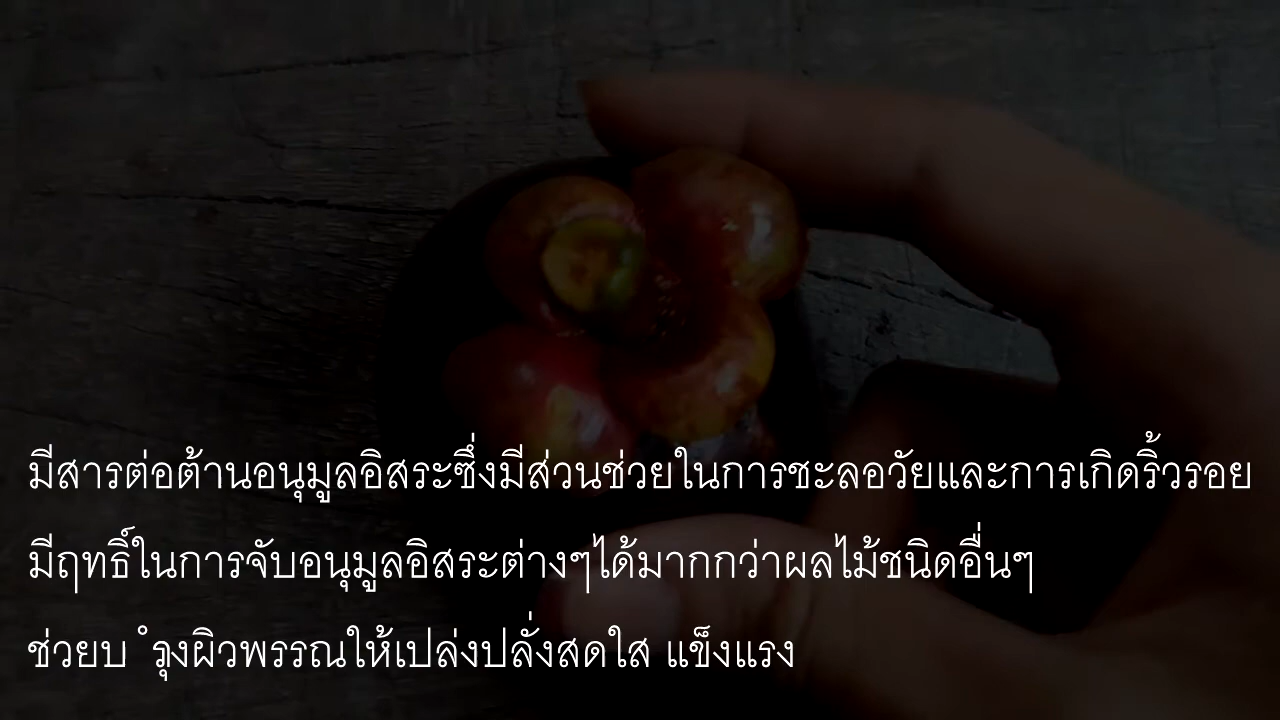 มีสารต่อต้านอนุมูลอิสระซึ่งมีส่วนช่วยในการชะลอวัยและการเกิดริ้วรอย
มีฤทธิ์ในการจับอนุมูลอิสระต่างๆได้มากกว่าผลไม้ชนิดอื่นๆ
ช่วยบ ํารุงผิวพรรณให้เปล่งปลั่งสดใส แข็งแรง